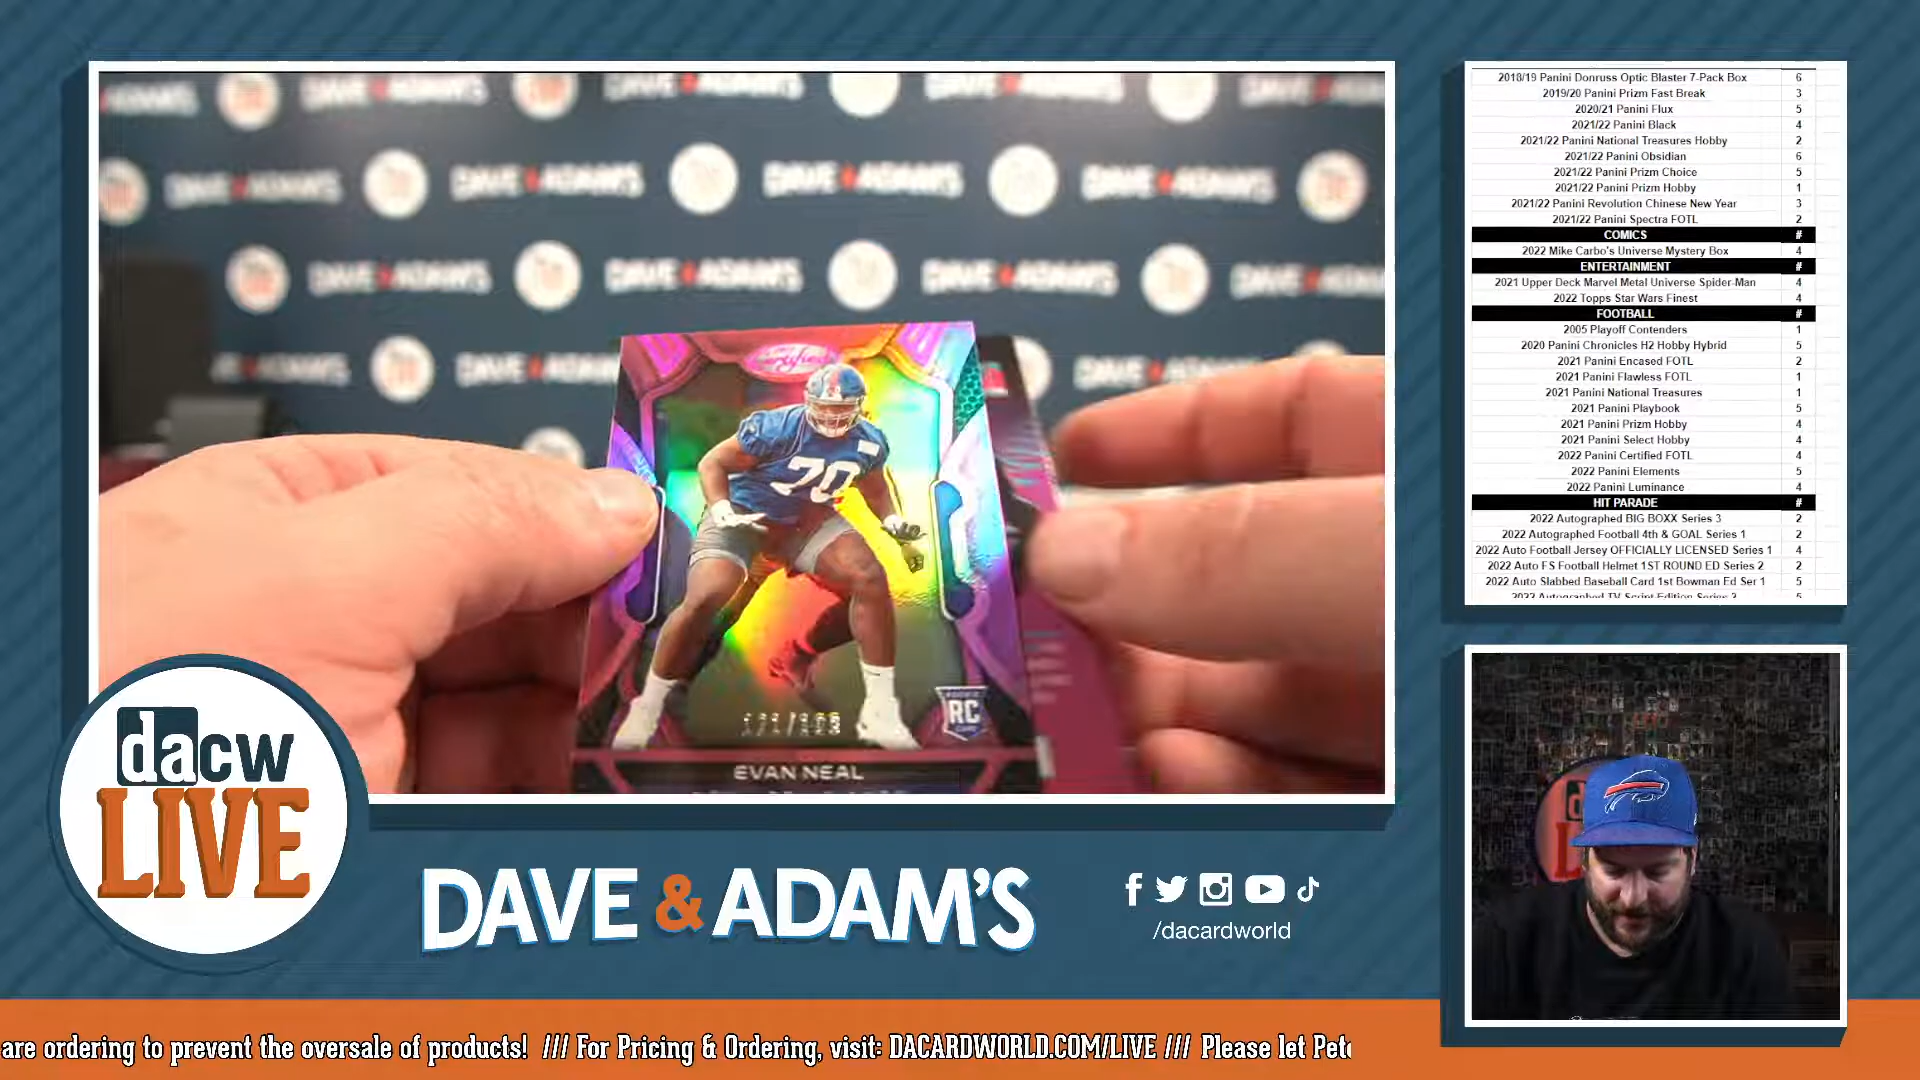 DAVE & ADAM'S
certified
70
RC
EVAN NEAL
dacw
LIVE
DAVE & ADAM'S
/dacardworld
2018/19 Panini Donruss Optic Blaster 7-Pack Box 6
2019/20 Panini Prizm Fast Break 3
2020/21 Panini Flux 5
2021/22 Panini Black 4
2021/22 Panini National Treasures Hobby 2
2021/22 Panini Obsidian 6
2021/22 Panini Prizm Choice 5
2021/22 Panini Prizm Hobby 1
2021/22 Panini Revolution Chinese New Year 3
2021/22 Panini Spectra FOTL 2
COMICS #
2022 Mike Carbo's Universe Mystery Box 4
ENTERTAINMENT #
2021 Upper Deck Marvel Metal Universe Spider-Man 4
2022 Topps Star Wars Finest 4
FOOTBALL #
2005 Playoff Contenders 1
2020 Panini Chronicles H2 Hobby Hybrid 5
2021 Panini Encased FOTL 2
2021 Panini Flawless FOTL 1
2021 Panini National Treasures 1
2021 Panini Playbook 5
2021 Panini Prizm Hobby 4
2021 Panini Select Hobby 4
2022 Panini Certified FOTL 4
2022 Panini Elements 5
2022 Panini Luminance 4
HIT PARADE #
2022 Autographed BIG BOXX Series 3 2
2022 Autographed Football 4th & GOAL Series 1 2
2022 Auto Football Jersey OFFICIALLY LICENSED Series 1 4
2022 Auto FS Football Helmet 1ST ROUND ED Series 2 2
2022 Auto Slabbed Baseball Card 1st Bowman Ed Ser 1 5
2022 Autographed TV Script Edition Series 5
are ordering to prevent the oversale of products! /// For Pricing & Ordering, visit: DACARDWORLD.COM/LIVE /// Please let Pete